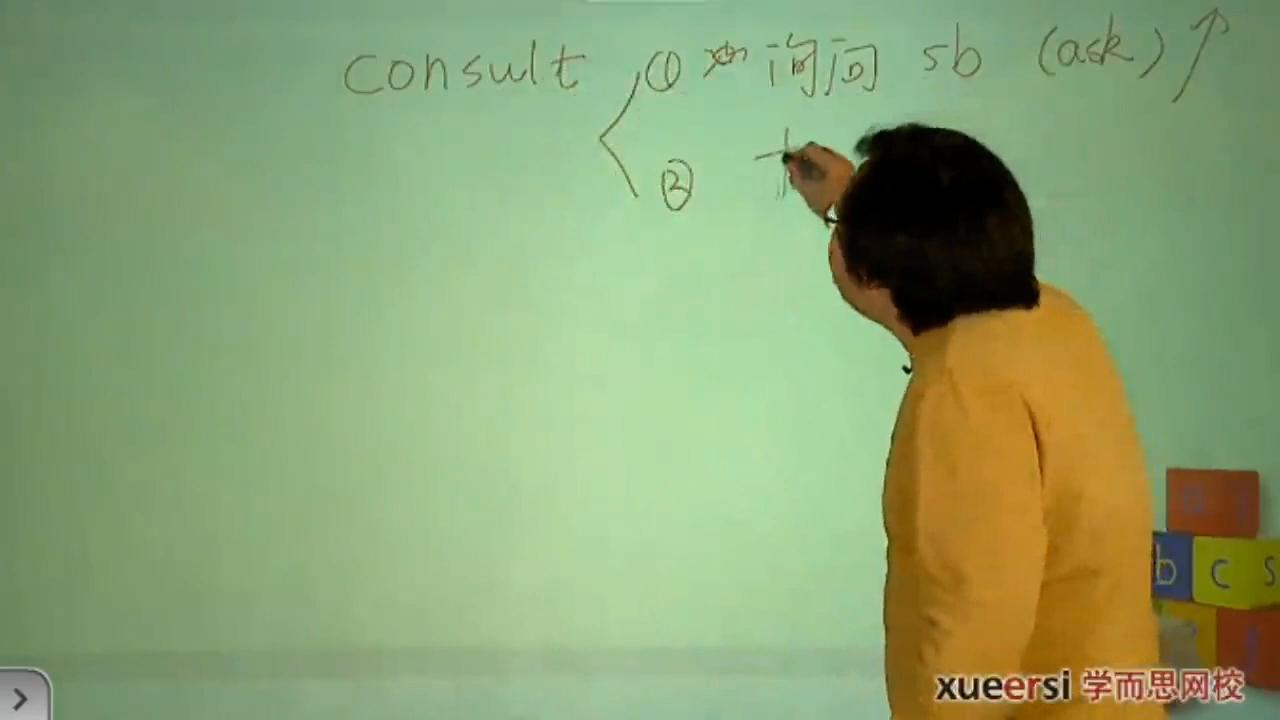 consult ① 询问 sb (ask)
②
b c s
xueersi 学而思网校